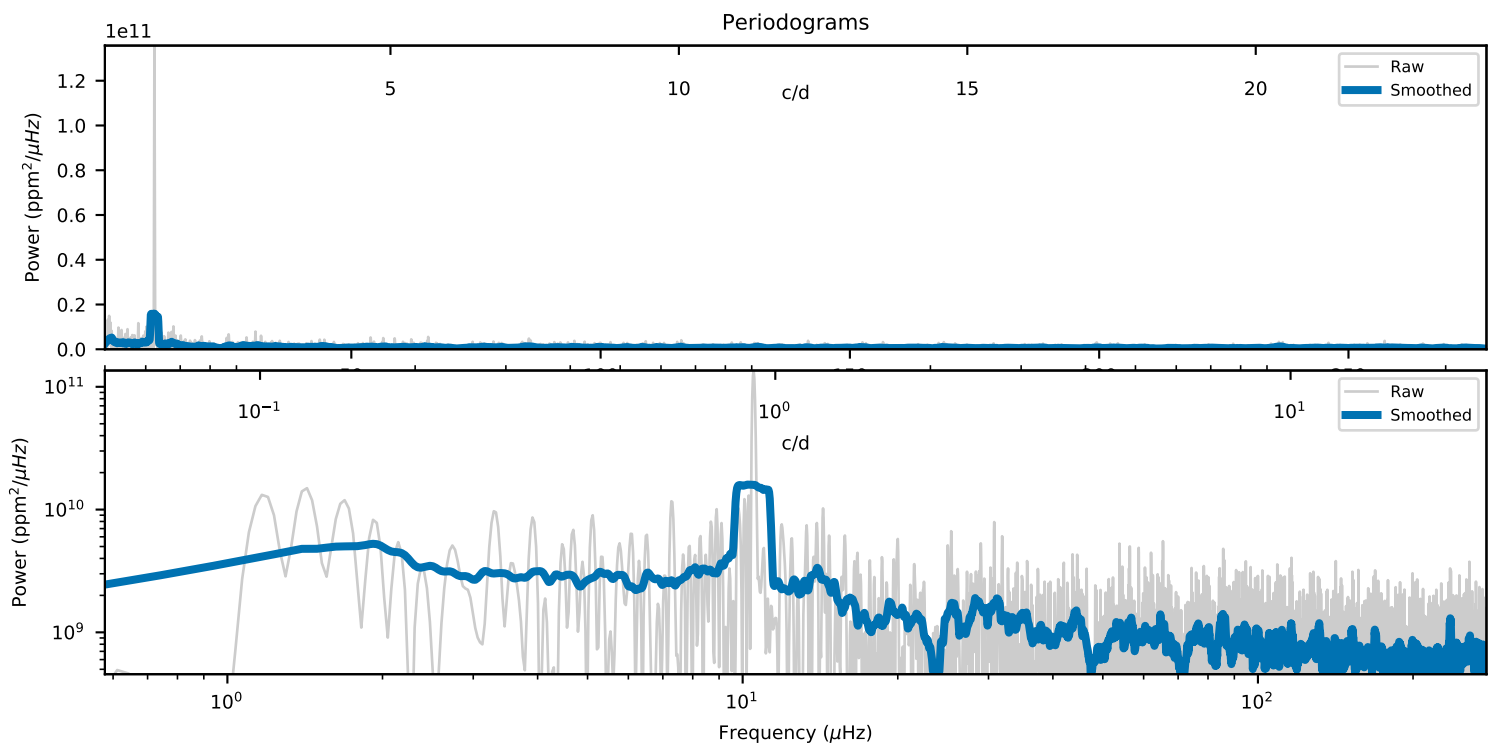 Periodograms
1e11
Power (ppm²/μHz)
1.2
1.0
0.8
0.6
0.4
0.2
0.0
5 10 15 20
c/d
Raw
Smoothed
Power (ppm²/μHz)
10¹¹
10¹⁰
10⁹
10⁻¹ 10⁰ 10¹
c/d
Raw
Smoothed
10⁰ 10¹ 10²
Frequency (μHz)